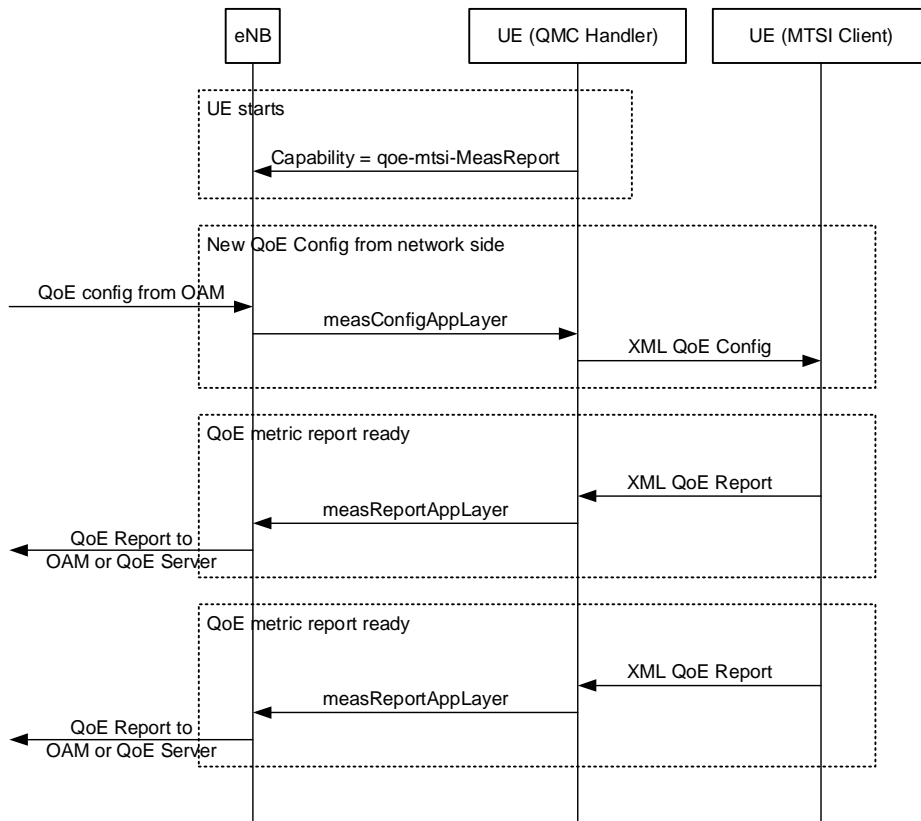 eNB
UE (QMC Handler)
UE (MTSI Client)
UE starts
Capability = qoe-mtsi-MeasReport
New QoE Config from network side
QoE config from OAM
measConfigAppLayer
XML QoE Config
QoE metric report ready
XML QoE Report
measReportAppLayer
QoE Report to
OAM or QoE Server
QoE metric report ready
XML QoE Report
measReportAppLayer
QoE Report to
OAM or QoE Server